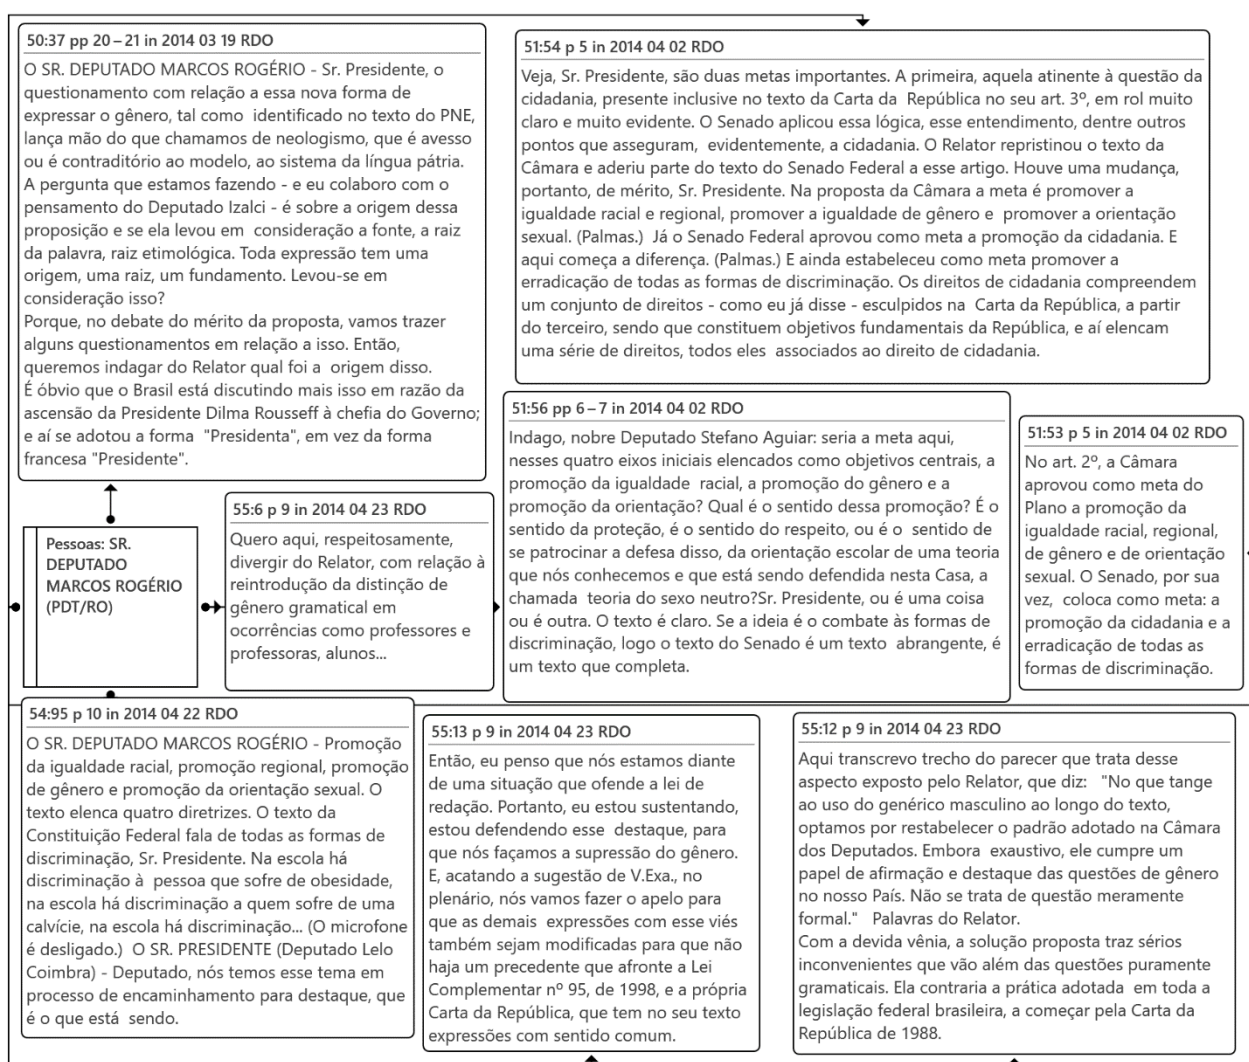 50:37 pp 20 – 21 in 2014 03 19 RDO
O SR. DEPUTADO MARCOS ROGÉRIO - Sr. Presidente, o
questionamento com relação a essa nova forma de
expressar o gênero, tal como identificado no texto do PNE,
lança mão do que chamamos de neologismo, que é avesso
ou é contraditório ao modelo, ao sistema da língua pátria.
A pergunta que estamos fazendo - e eu colaboro com o
pensamento do Deputado Izalci - é sobre a origem dessa
proposição e se ela levou em consideração a fonte, a raiz
da palavra, raiz etimológica. Toda expressão tem uma
origem, uma raiz, um fundamento. Levou-se em
consideração isso?
Porque, no debate do mérito da proposta, vamos trazer
alguns questionamentos em relação a isso. Então,
queremos indagar do Relator qual foi a origem disso.
É óbvio que o Brasil está discutindo mais isso em razão da
ascensão da Presidente Dilma Rousseff à chefia do Governo;
e aí se adotou a forma "Presidenta", em vez da forma
francesa "Presidente".
51:54 p 5 in 2014 04 02 RDO
Veja, Sr. Presidente, são duas metas importantes. A primeira, aquela atinente à questão da
cidadania, presente inclusive no texto da Carta da República no seu art. 3º, em rol muito
claro e muito evidente. O Senado aplicou essa lógica, esse entendimento, dentre outros
pontos que asseguram, evidentemente, a cidadania. O Relator repristinou o texto da
Câmara e aderiu parte do texto do Senado Federal a esse artigo. Houve uma mudança,
portanto, de mérito, Sr. Presidente. Na proposta da Câmara a meta é promover a
igualdade racial e regional, promover a igualdade de gênero e promover a orientação
sexual. (Palmas.) Já o Senado Federal aprovou como meta a promoção da cidadania. E
aqui começa a diferença. (Palmas.) E ainda estabeleceu como meta promover a
erradicação de todas as formas de discriminação. Os direitos de cidadania compreendem
um conjunto de direitos - como eu já disse - esculpidos na Carta da República, a partir
do terceiro, sendo que constituem objetivos fundamentais da República, e aí elencam
uma série de direitos, todos eles associados ao direito de cidadania.
Pessoas: SR.
DEPUTADO
MARCOS ROGÉRIO
(PDT/RO)
55:6 p 9 in 2014 04 23 RDO
Quero aqui, respeitosamente,
divergir do Relator, com relação à
reintrodução da distinção de
gênero gramatical em
ocorrências como professores e
professoras, alunos...
51:56 pp 6 – 7 in 2014 04 02 RDO
Indago, nobre Deputado Stefano Aguiar: seria a meta aqui,
nesses quatro eixos iniciais elencados como objetivos centrais, a
promoção da igualdade racial, a promoção do gênero e a
promoção da orientação? Qual é o sentido dessa promoção? É o
sentido da proteção, é o sentido do respeito, ou é o sentido de
se patrocinar a defesa disso, da orientação escolar de uma teoria
que nós conhecemos e que está sendo defendida nesta Casa, a
chamada teoria do sexo neutro?Sr. Presidente, ou é uma coisa
ou é outra. O texto é claro. Se a ideia é o combate às formas de
discriminação, logo o texto do Senado é um texto abrangente, é
um texto que completa.
51:53 p 5 in 2014 04 02 RDO
No art. 2º, a Câmara
aprovou como meta do
Plano a promoção da
igualdade racial, regional,
de gênero e de orientação
sexual. O Senado, por sua
vez, coloca como meta: a
promoção da cidadania e a
erradicação de todas as
formas de discriminação.
54:95 p 10 in 2014 04 22 RDO
O SR. DEPUTADO MARCOS ROGÉRIO - Promoção
da igualdade racial, promoção regional, promoção
de gênero e promoção da orientação sexual. O
texto elenca quatro diretrizes. O texto da
Constituição Federal fala de todas as formas de
discriminação, Sr. Presidente. Na escola há
discriminação à pessoa que sofre de obesidade,
na escola há discriminação a quem sofre de uma
calvície, na escola há discriminação... (O microfone
é desligado.) O SR. PRESIDENTE (Deputado Lelo
Coimbra) - Deputado, nós temos esse tema em
processo de encaminhamento para destaque, que
é o que está sendo.
55:13 p 9 in 2014 04 23 RDO
Então, eu penso que nós estamos diante
de uma situação que ofende a lei de
redação. Portanto, eu estou sustentando,
estou defendendo esse destaque, para
que nós façamos a supressão do gênero.
E, acatando a sugestão de V.Exa., no
plenário, nós vamos fazer o apelo para
que as demais expressões com esse viés
também sejam modificadas para que não
haja um precedente que afronte a Lei
Complementar nº 95, de 1998, e a própria
Carta da República, que tem no seu texto
expressões com sentido comum.
55:12 p 9 in 2014 04 23 RDO
Aqui transcrevo trecho do parecer que trata desse
aspecto exposto pelo Relator, que diz: "No que tange
ao uso do genérico masculino ao longo do texto,
optamos por restabelecer o padrão adotado na Câmara
dos Deputados. Embora exaustivo, ele cumpre um
papel de afirmação e destaque das questões de gênero
no nosso País. Não se trata de questão meramente
formal." Palavras do Relator.
Com a devida vênia, a solução proposta traz sérios
inconvenientes que vão além das questões puramente
gramaticais. Ela contraria a prática adotada em toda a
legislação federal brasileira, a começar pela Carta da
República de 1988.